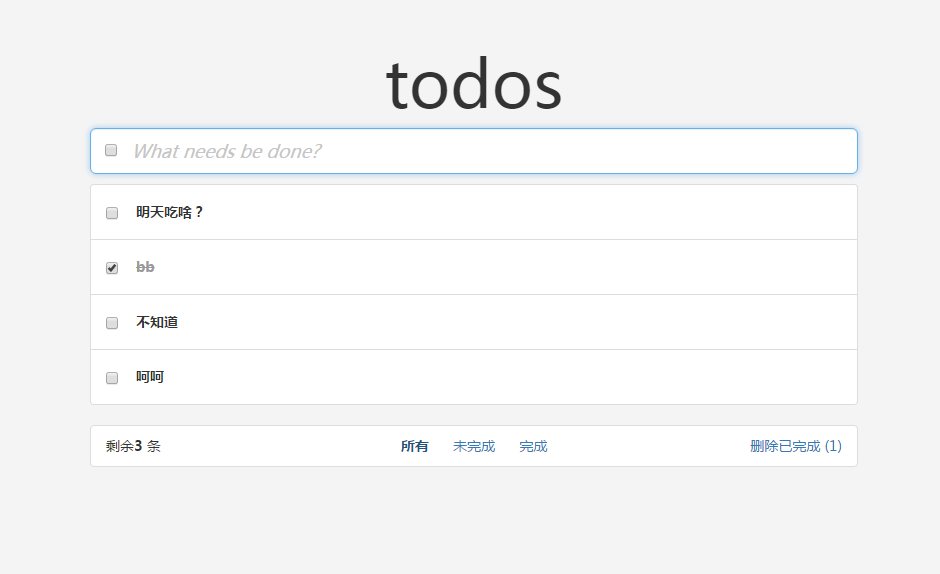 todos
What needs be done?
明天吃啥？
bb
不知道
呵呵
剩余3 条 所有 未完成 完成 删除已完成 (1)